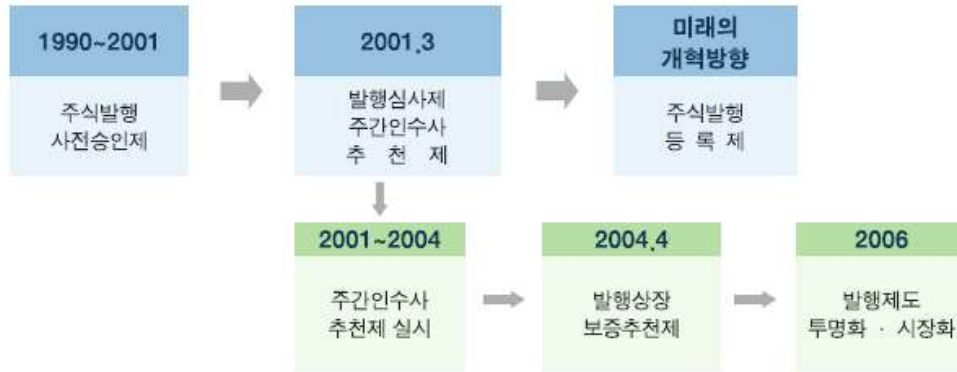 1990~2001
주식발행
사전승인제
2001.3
발행심사제
주간인수사
추 천 제
미래의
개혁방향
주식발행
등 록 제
2001~2004
주간인수사
추천제 실시
2004.4
발행상장
보증추천제
2006
발행제도
투명화 · 시장화